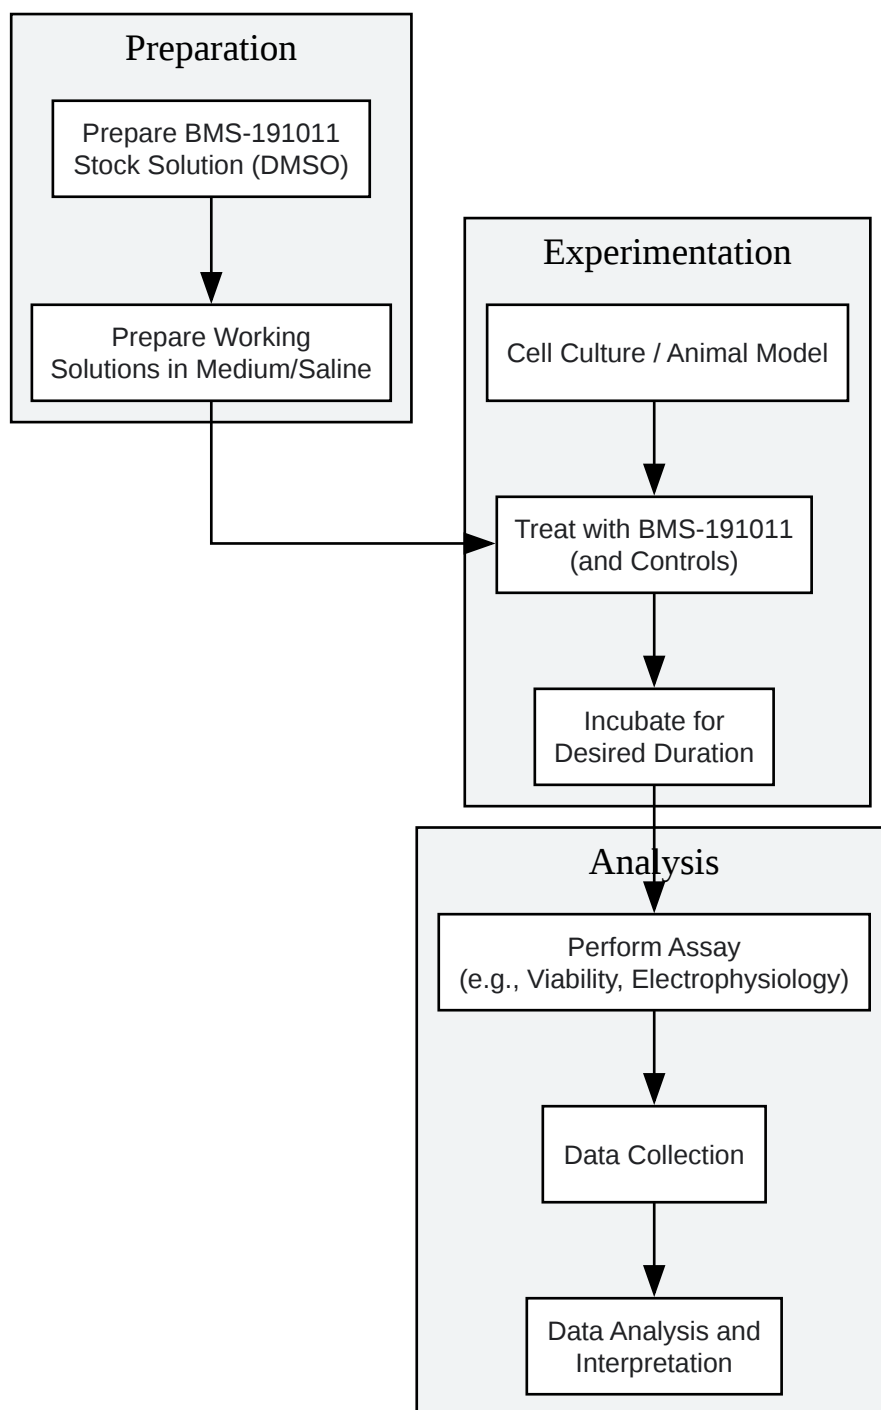 Preparation
Prepare BMS-191011
Stock Solution (DMSO)
Prepare Working
Solutions in Medium/Saline
Experimentation
Cell Culture / Animal Model
Treat with BMS-191011
(and Controls)
Incubate for
Desired Duration
Analysis
Perform Assay
(e.g., Viability, Electrophysiology)
Data Collection
Data Analysis and
Interpretation